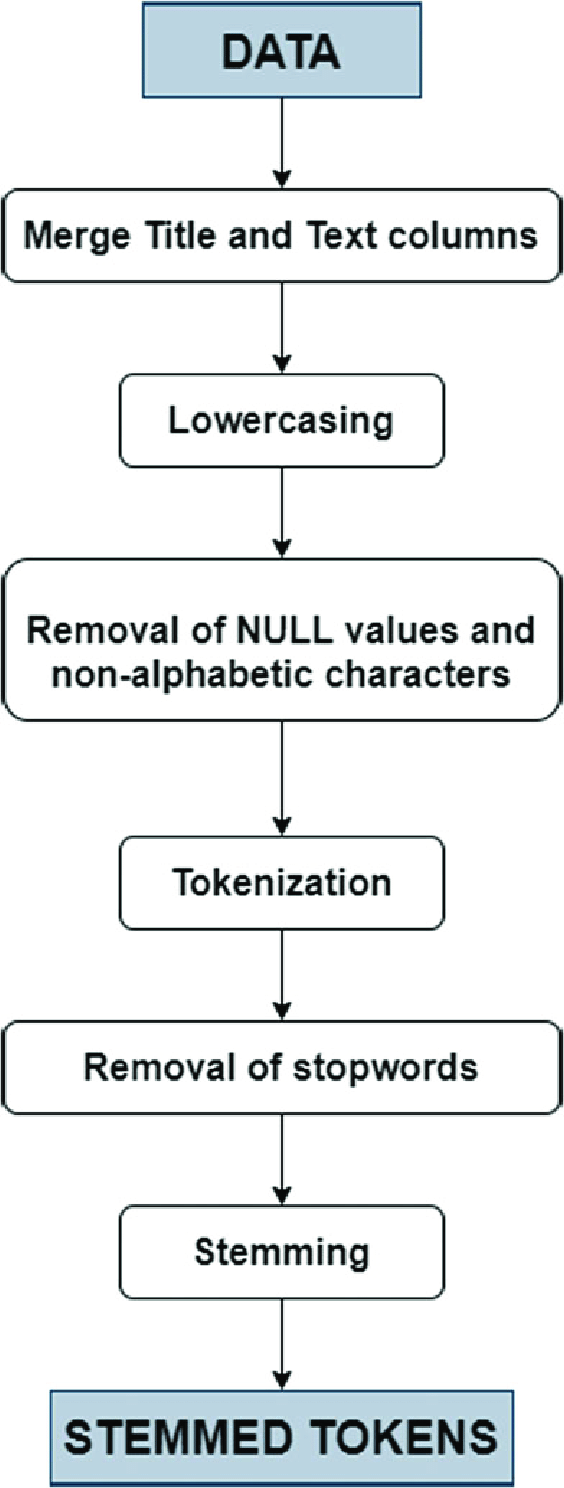 DATA
Merge Title and Text columns
Lowercasing
Removal of NULL values and
non-alphabetic characters
Tokenization
Removal of stopwords
Stemming
STEMMED TOKENS